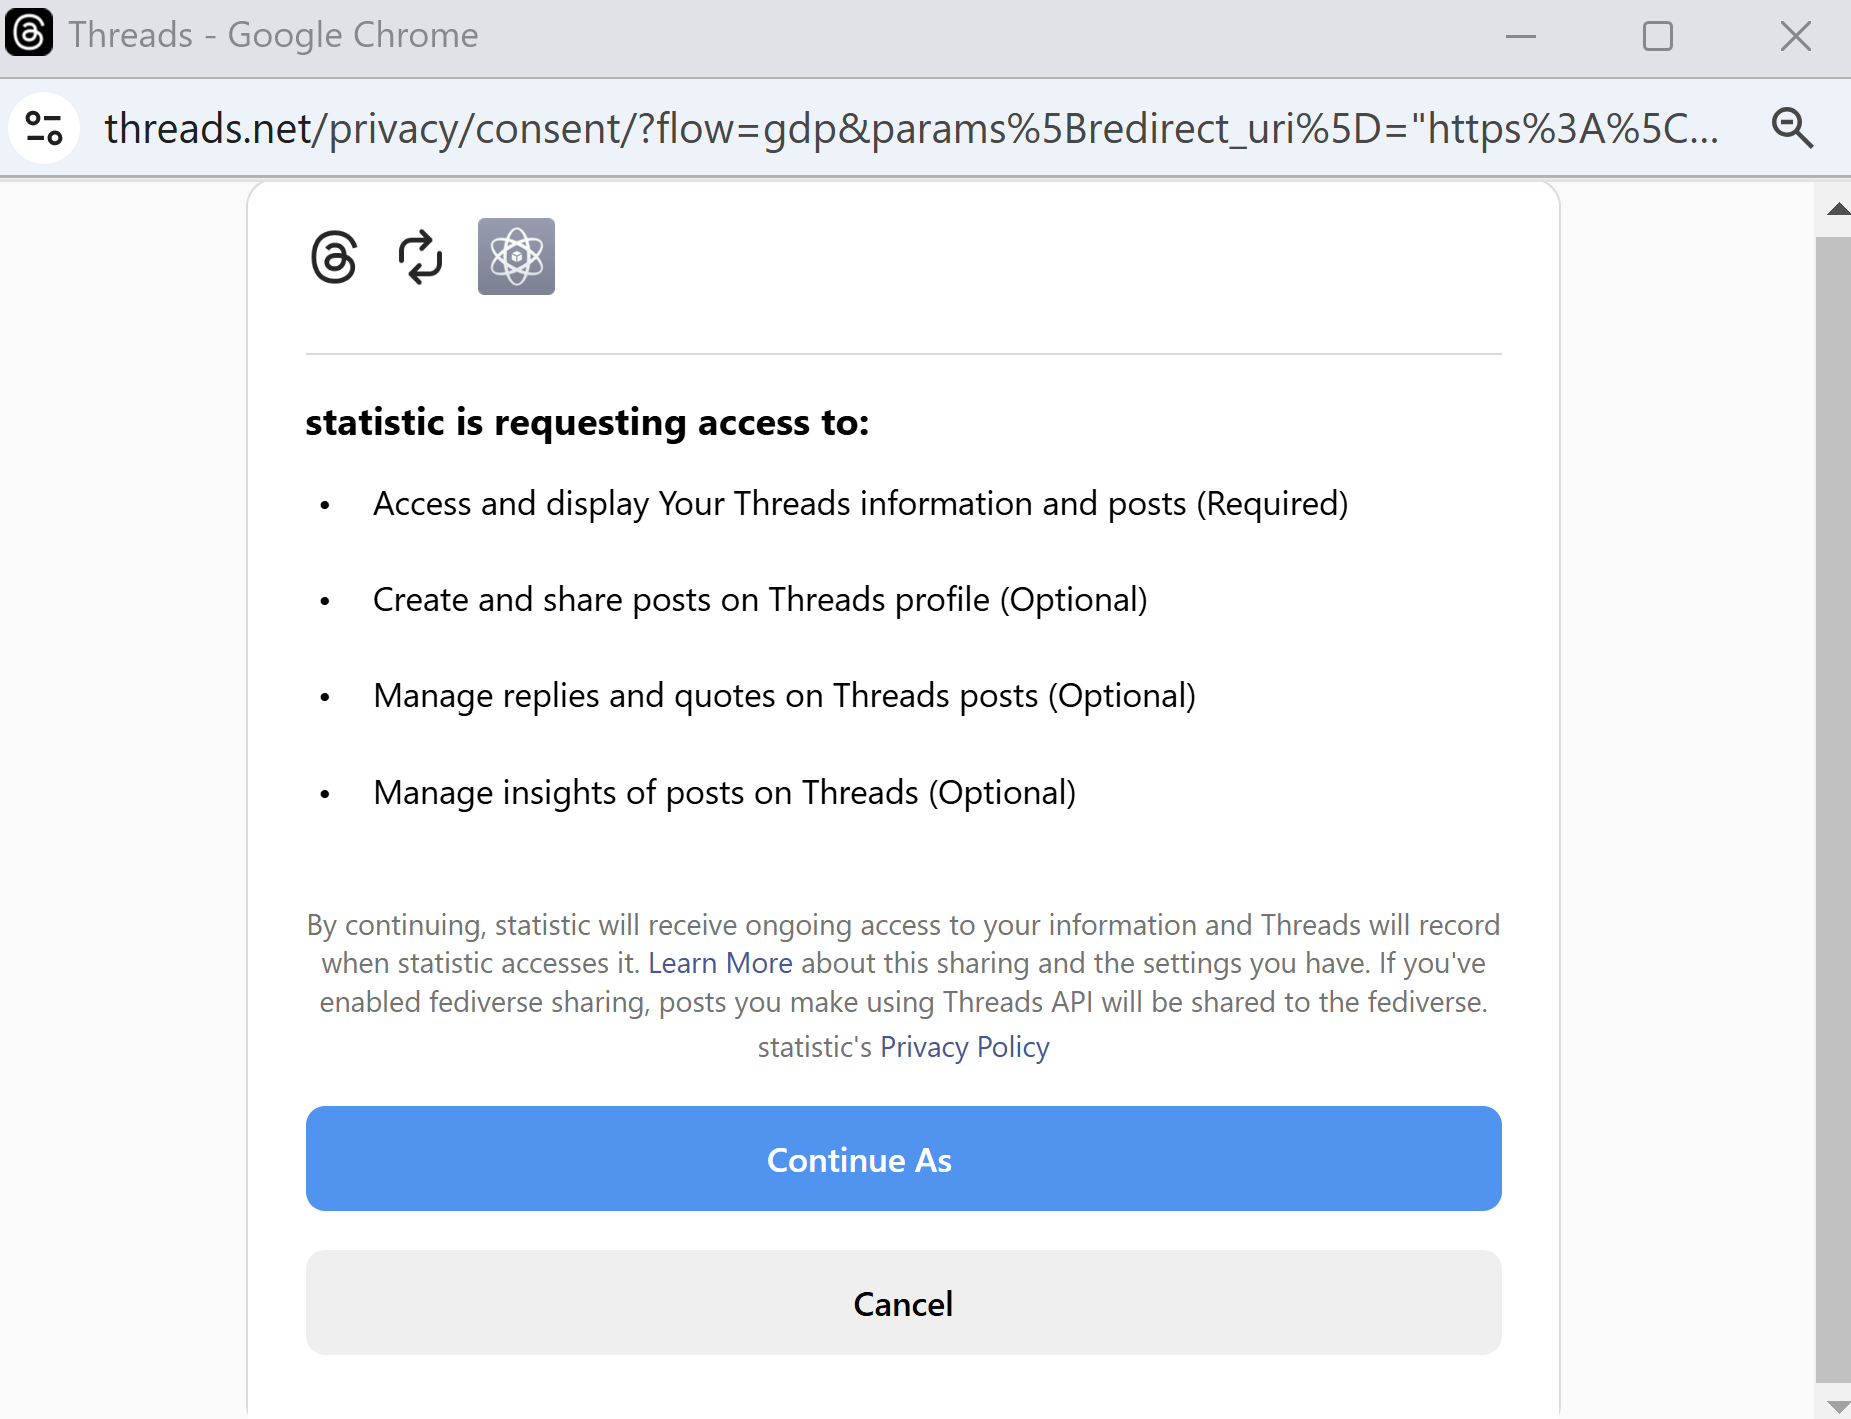 Threads - Google Chrome
threads.net/privacy/consent/?flow=gdp&params%5Bredirect_uri%5D="https%3A%5C...
statistic is requesting access to:
• Access and display Your Threads information and posts (Required)
• Create and share posts on Threads profile (Optional)
• Manage replies and quotes on Threads posts (Optional)
• Manage insights of posts on Threads (Optional)
By continuing, statistic will receive ongoing access to your information and Threads will record
when statistic accesses it. Learn More about this sharing and the settings you have. If you've
enabled fediverse sharing, posts you make using Threads API will be shared to the fediverse.
statistic's Privacy Policy
Continue As
Cancel